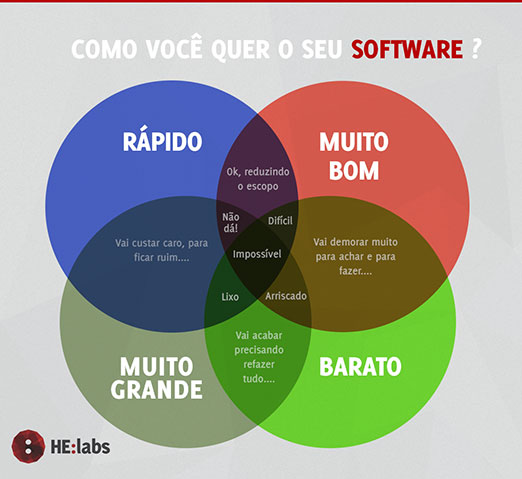 COMO VOCÊ QUER O SEU SOFTWARE ?
RÁPIDO
MUITO
BOM
Ok, reduzindo
o escopo
Não
dá!
Difícil
Vai custar caro, para
ficar ruim....
Impossível
Vai demorar muito
para achar e para
fazer....
Lixo
Arriscado
Vai acabar
precisando
refazer
tudo....
MUITO
GRANDE
BARATO
HE:labs